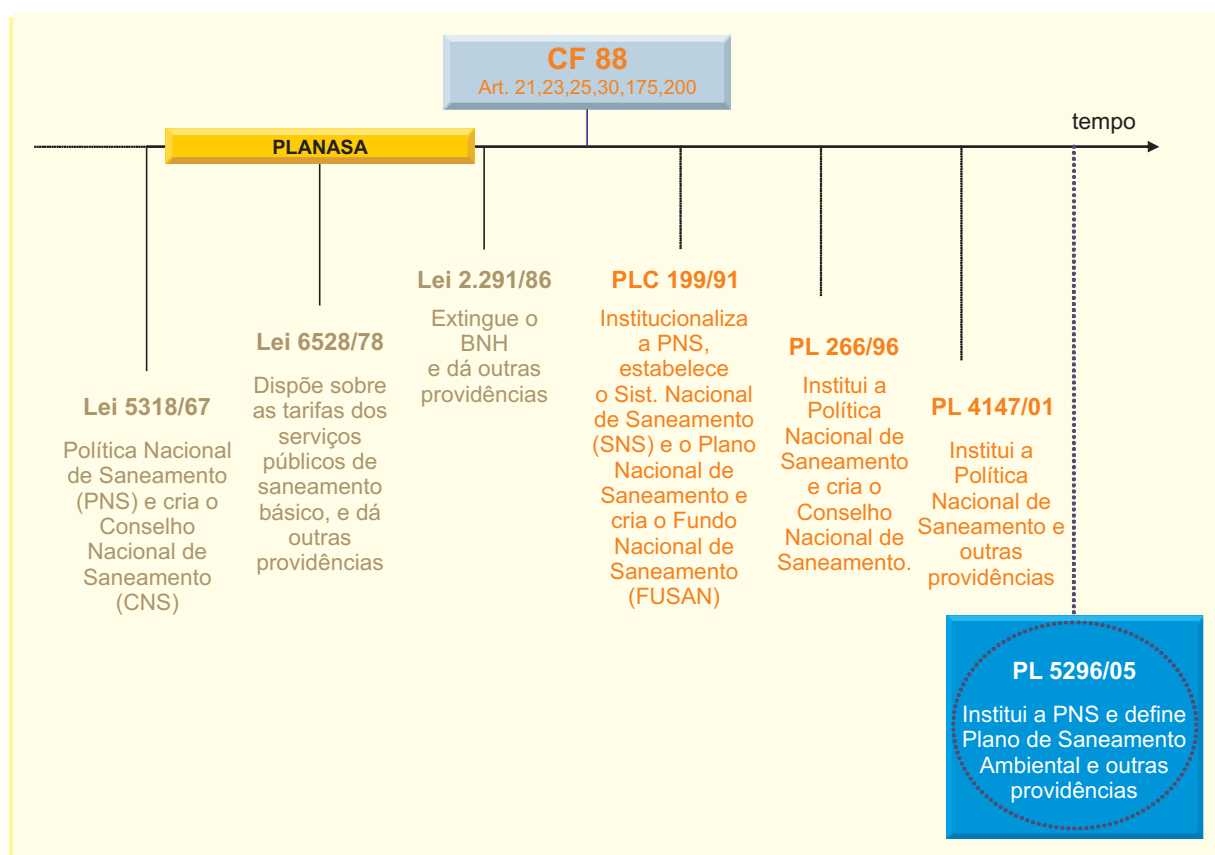 CF 88
Art. 21,23,25,30,175,200
tempo
PLANASA
Lei 5318/67
Política Nacional
de Saneamento
(PNS) e cria o
Conselho
Nacional de
Saneamento
(CNS)
Lei 6528/78
Dispõe sobre
as tarifas dos
serviços
públicos de
saneamento
básico, e dá
outras
providências
Lei 2.291/86
Extingue o
BNH
e dá outras
providências
PLC 199/91
Institucionaliza
a PNS,
estabelece
o Sist. Nacional
de Saneamento
(SNS) e o Plano
Nacional de
Saneamento e
cria o Fundo
Nacional de
Saneamento
(FUSAN)
PL 266/96
Institui a
Política
Nacional de
Saneamento
e cria o
Conselho
Nacional de
Saneamento.
PL 4147/01
Institui a
Política
Nacional de
Saneamento e
outras
providências
PL 5296/05
Institui a PNS e define
Plano de Saneamento
Ambiental e outras
providências